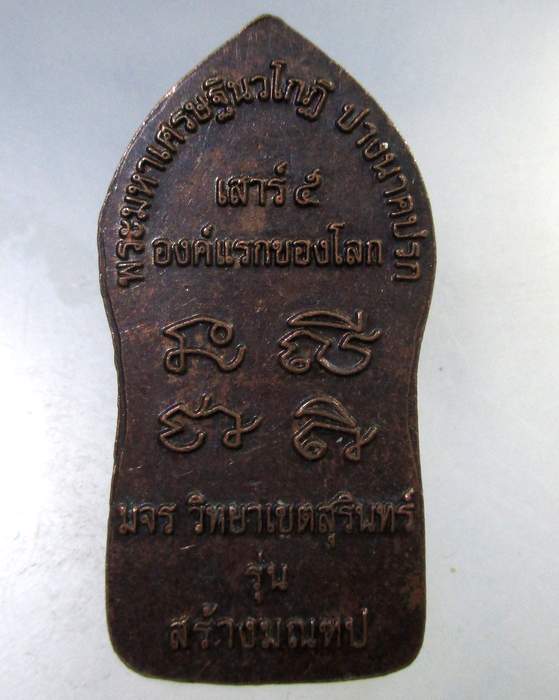 พระมหาเศรษฐีนวโกฏิ ปางนาคปรก
เสาร์ ๕
องค์แรกของโลก
มจร วิทยาเขตสุรินทร์
รุ่น
สร้างมณฑป